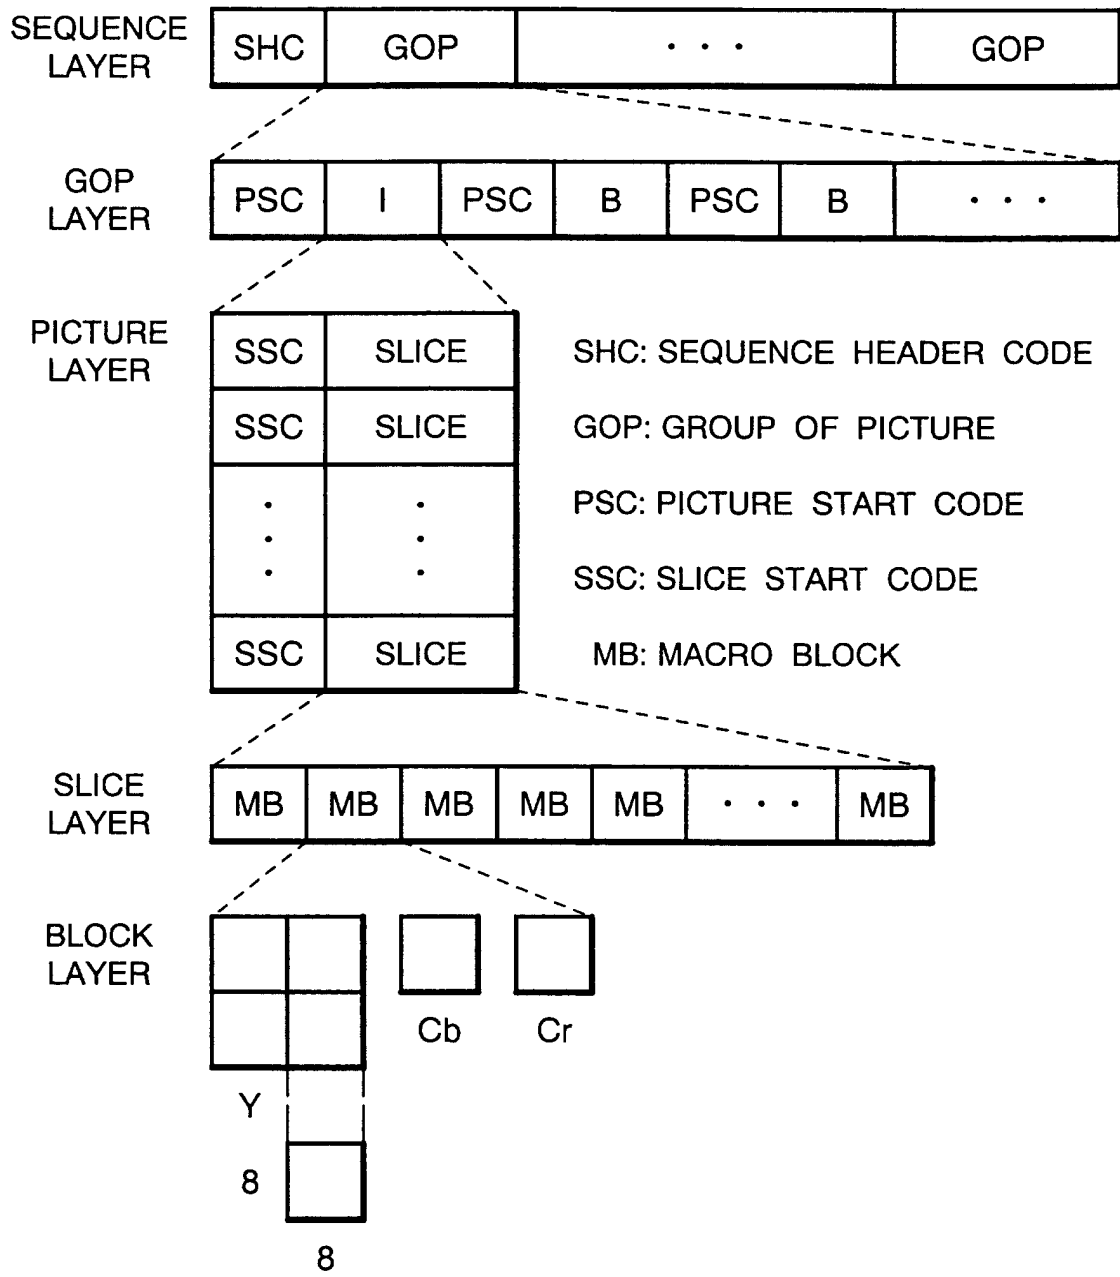 SEQUENCE
LAYER
SHC GOP · · · GOP
GOP
LAYER
PSC I PSC B PSC B · · ·
PICTURE
LAYER
SSC SLICE
SHC: SEQUENCE HEADER CODE
SSC SLICE
GOP: GROUP OF PICTURE
PSC: PICTURE START CODE
SSC: SLICE START CODE
SSC SLICE
MB: MACRO BLOCK
SLICE
LAYER
MB MB MB MB MB · · · MB
BLOCK
LAYER
Cb Cr
Y
8
8